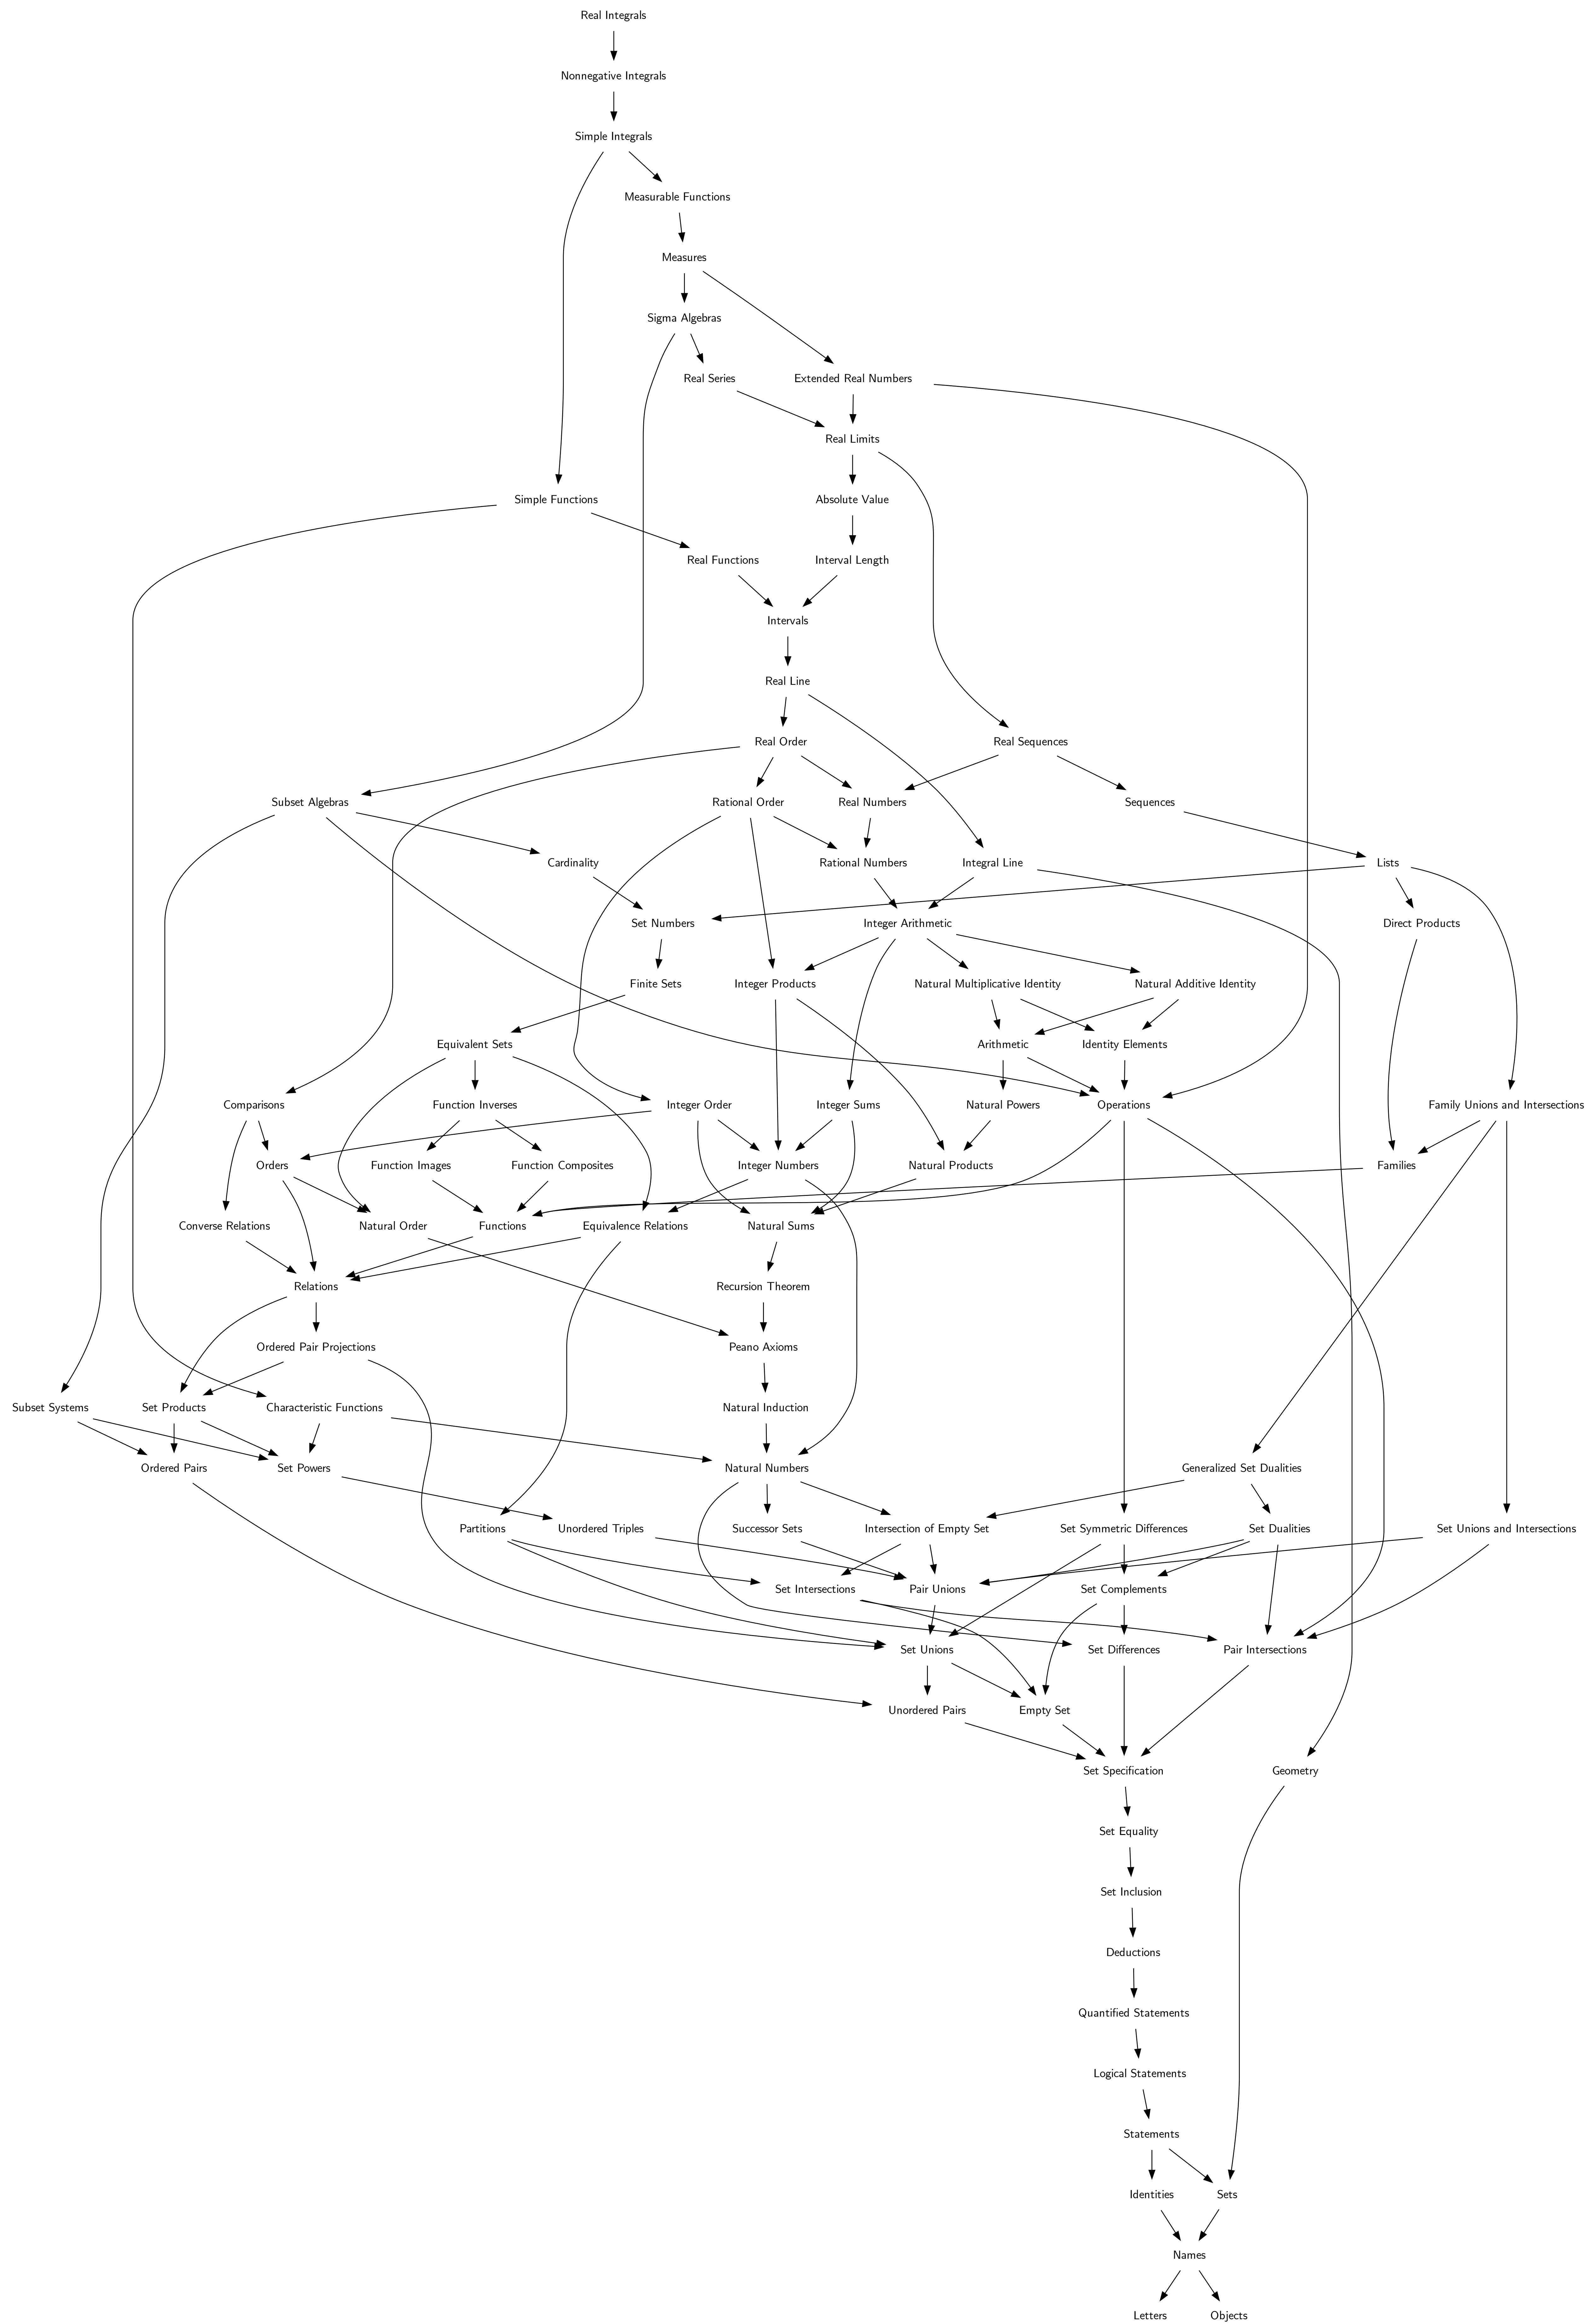 Real Integrals
Nonnegative Integrals
Simple Integrals
Measurable Functions
Measures
Sigma Algebras
Real Series
Extended Real Numbers
Real Limits
Simple Functions
Absolute Value
Real Functions
Interval Length
Intervals
Real Line
Real Order
Real Sequences
Subset Algebras
Rational Order
Real Numbers
Sequences
Cardinality
Rational Numbers
Integral Line
Lists
Set Numbers
Integer Arithmetic
Direct Products
Finite Sets
Integer Products
Natural Multiplicative Identity
Natural Additive Identity
Equivalent Sets
Arithmetic
Identity Elements
Comparisons
Function Inverses
Integer Order
Integer Sums
Natural Powers
Operations
Family Unions and Intersections
Orders
Function Images
Function Composites
Integer Numbers
Natural Products
Families
Converse Relations
Natural Order
Functions
Equivalence Relations
Natural Sums
Relations
Recursion Theorem
Ordered Pair Projections
Peano Axioms
Subset Systems
Set Products
Characteristic Functions
Natural Induction
Ordered Pairs
Set Powers
Natural Numbers
Generalized Set Dualities
Partitions
Unordered Triples
Successor Sets
Intersection of Empty Set
Set Symmetric Differences
Set Dualities
Set Unions and Intersections
Set Intersections
Pair Unions
Set Complements
Set Unions
Set Differences
Pair Intersections
Unordered Pairs
Empty Set
Set Specification
Geometry
Set Equality
Set Inclusion
Deductions
Quantified Statements
Logical Statements
Statements
Identities
Sets
Names
Letters
Objects